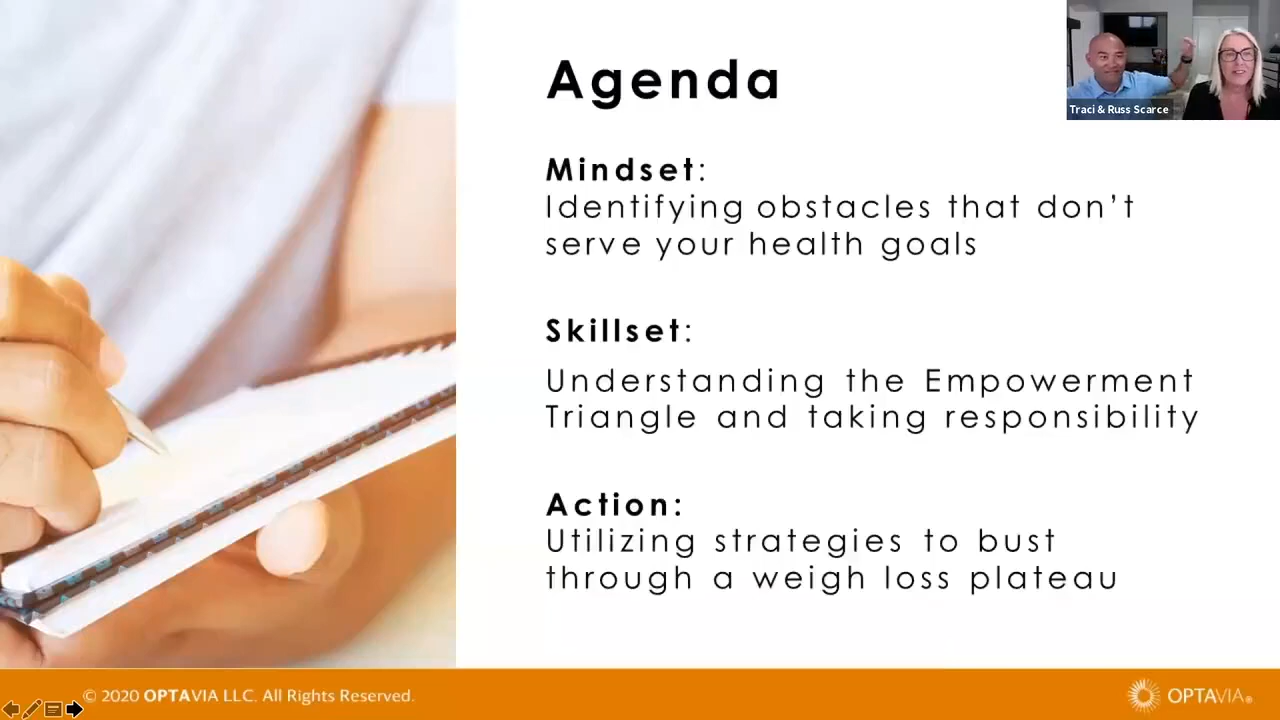 Agenda
Traci & Russ Scarce
Mindset:
Identifying obstacles that don’t
serve your health goals
Skillset:
Understanding the Empowerment
Triangle and taking responsibility
Action:
Utilizing strategies to bust
through a weigh loss plateau
© 2020 OPTAVIA LLC. All Rights Reserved.
OPTAVIA®